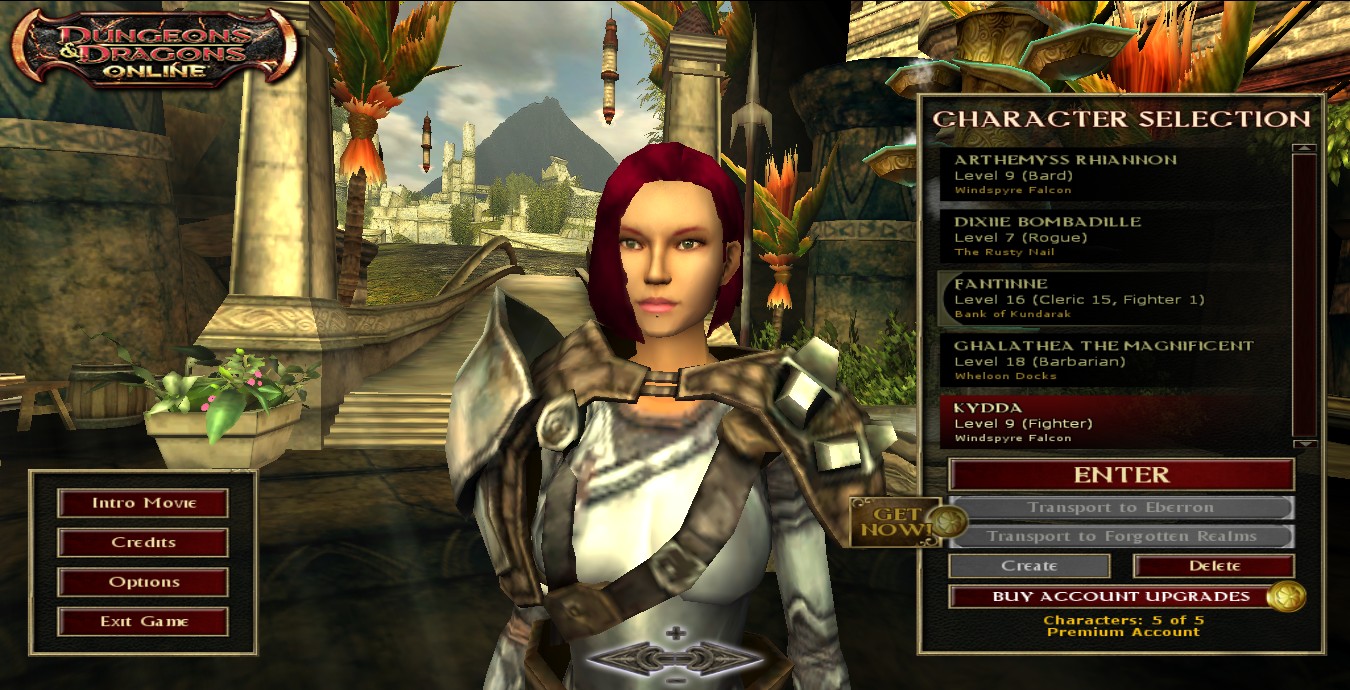 DUNGEONS
& DRAGONS
ONLINE
CHARACTER SELECTION
ARTHEMYSS RHIANNON
Level 9 (Bard)
Windspyre Falcon
DIXIIE BOMBADILLE
Level 7 (Rogue)
The Rusty Nail
FANTINNE
Level 16 (Cleric 15, Fighter 1)
Bank of Kundarak
GHALATHEA THE MAGNIFICENT
Level 18 (Barbarian)
Wheloon Docks
KYDDA
Level 9 (Fighter)
Windspyre Falcon
ENTER
GET
NOW!
Transport to Eberron
Transport to Forgotten Realms
Create
Delete
BUY ACCOUNT UPGRADES
Characters: 5 of 5
Premium Account
Intro Movie
Credits
Options
Exit Game
+
-